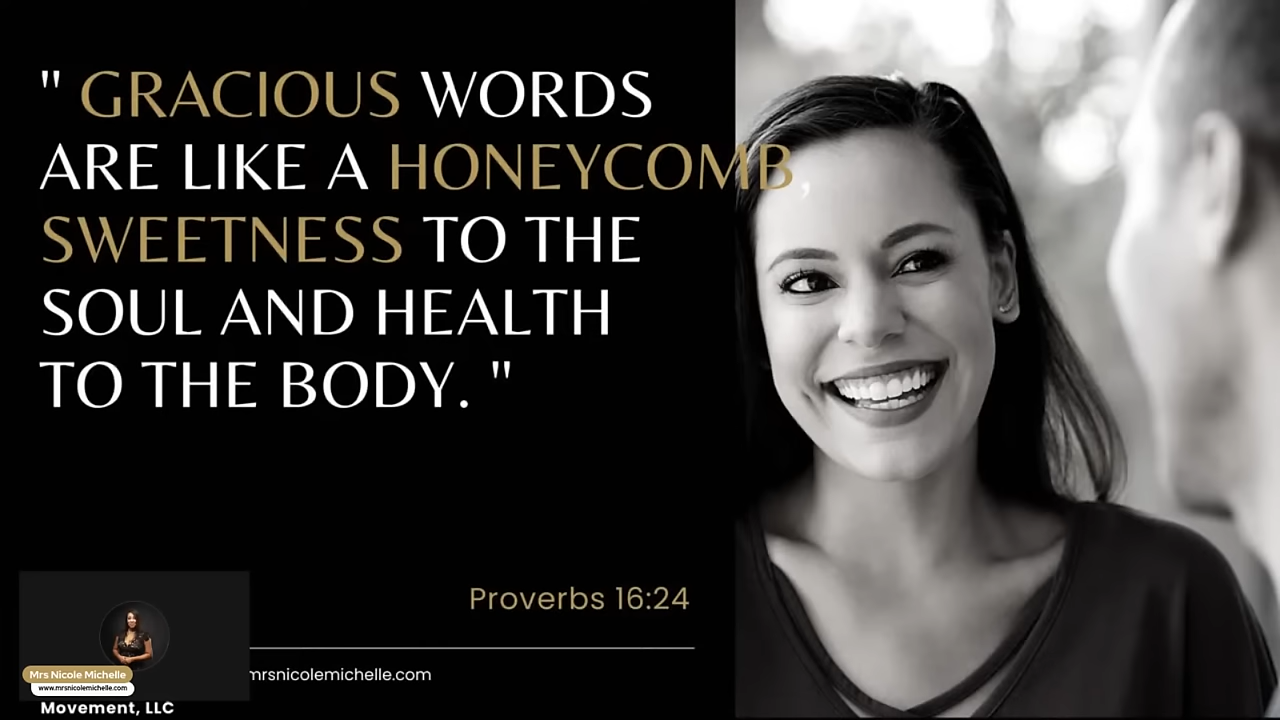 " GRACIOUS WORDS
ARE LIKE A HONEYCOMB,
SWEETNESS TO THE
SOUL AND HEALTH
TO THE BODY. "
Proverbs 16:24
mrsnicolemichelle.com
Mrs Nicole Michelle
www.mrsnicolemichelle.com
Movement, LLC